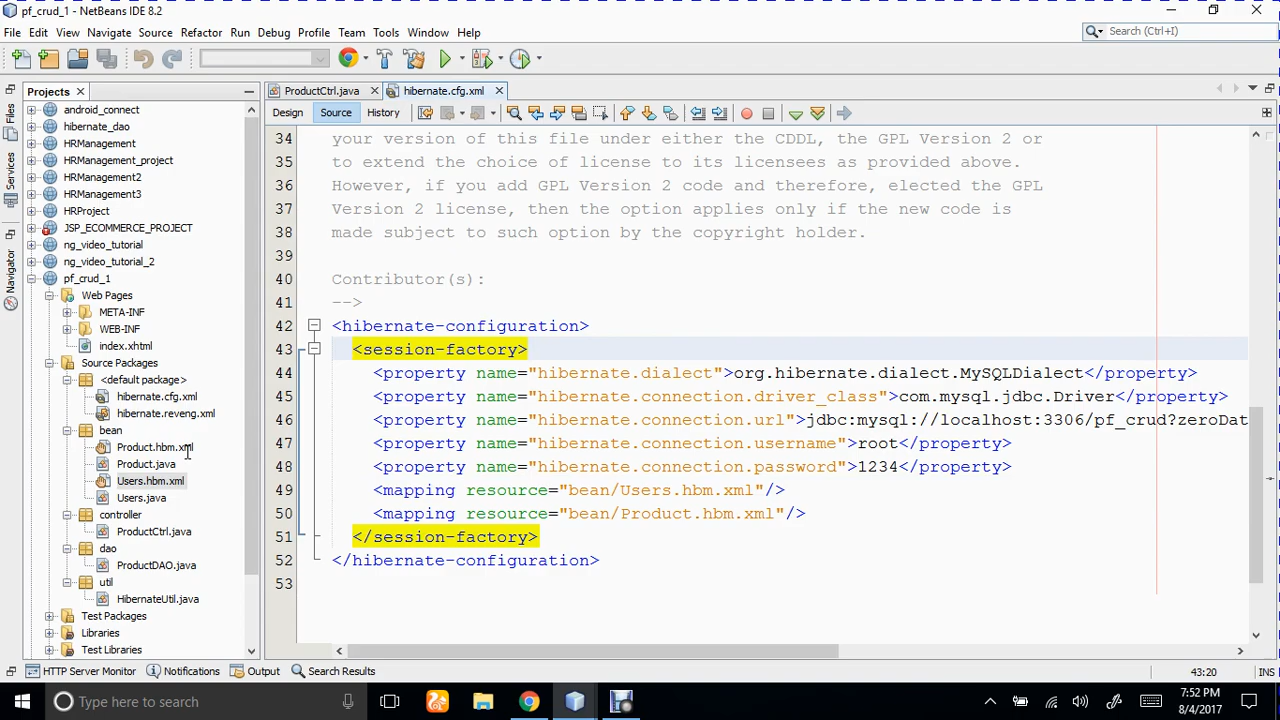 pf_crud_1 - NetBeans IDE 8.2
File Edit View Navigate Source Refactor Run Debug Profile Team Tools Window Help
Search (Ctrl+I)
Projects
Files
Services
Navigator
android_connect
hibernate_dao
HRManagement
HRManagement_project
HRManagement2
HRManagement3
HRProject
JSP_ECOMMERCE_PROJECT
ng_video_tutorial
ng_video_tutorial_2
pf_crud_1
Web Pages
META-INF
WEB-INF
index.xhtml
Source Packages
<default package>
hibernate.cfg.xml
hibernate.reveng.xml
bean
Product.hbm.xml
Product.java
Users.hbm.xml
Users.java
controller
ProductCtrl.java
dao
ProductDAO.java
util
HibernateUtil.java
Test Packages
Libraries
Test Libraries
ProductCtrl.java hibernate.cfg.xml
Design Source History
34 your version of this file under either the CDDL, the GPL Version 2 or
35 to extend the choice of license to its licensees as provided above.
36 However, if you add GPL Version 2 code and therefore, elected the GPL
37 Version 2 license, then the option applies only if the new code is
38 made subject to such option by the copyright holder.
39
40 Contributor(s):
41 -->
42 <hibernate-configuration>
43 <session-factory>
44 <property name="hibernate.dialect">org.hibernate.dialect.MySQLDialect</property>
45 <property name="hibernate.connection.driver_class">com.mysql.jdbc.Driver</property>
46 <property name="hibernate.connection.url">jdbc:mysql://localhost:3306/pf_crud?zeroDat
47 <property name="hibernate.connection.username">root</property>
48 <property name="hibernate.connection.password">1234</property>
49 <mapping resource="bean/Users.hbm.xml"/>
50 <mapping resource="bean/Product.hbm.xml"/>
51 </session-factory>
52 </hibernate-configuration>
53
HTTP Server Monitor Notifications Output Search Results
43:20 INS
Type here to search
7:52 PM
8/4/2017